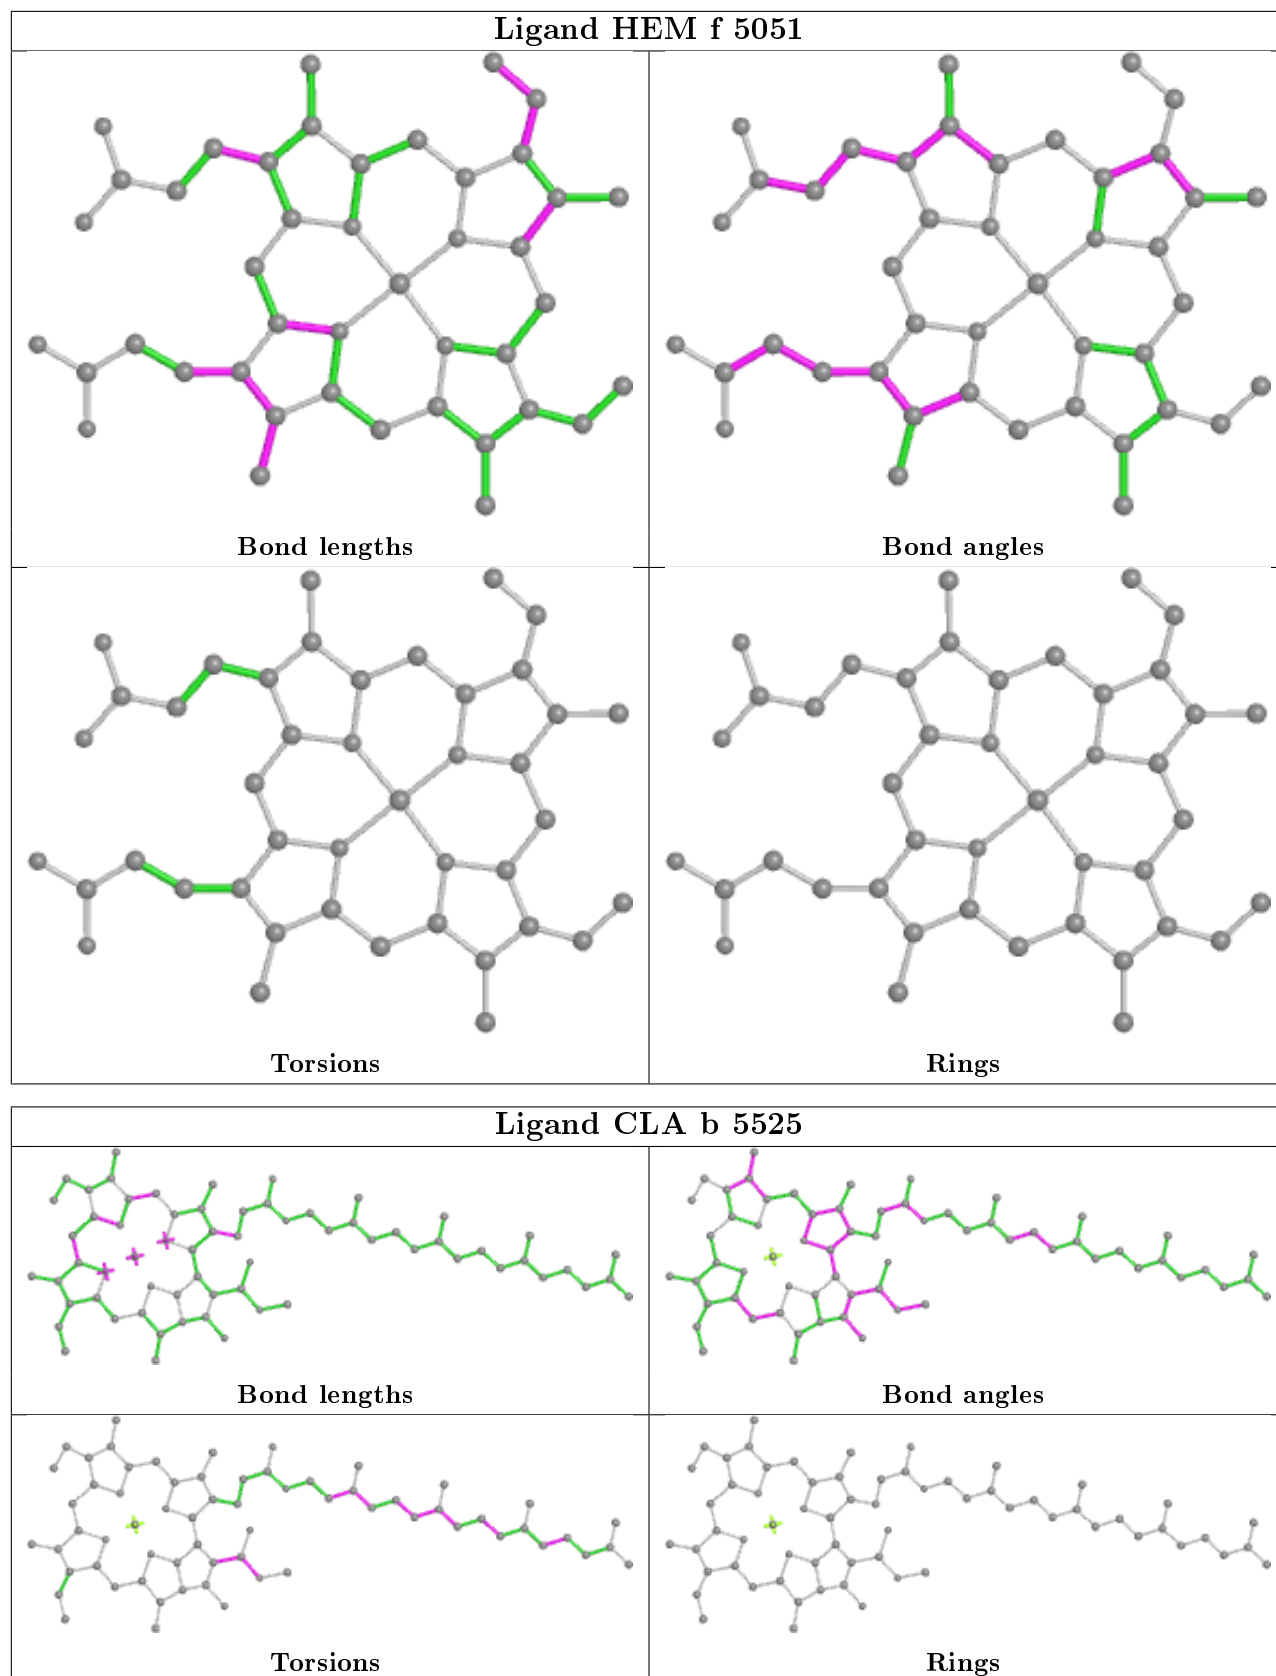 Ligand HEM f 5051
Bond lengths
Bond angles
Torsions
Rings
Ligand CLA b 5525
Bond lengths
Bond angles
Torsions
Rings